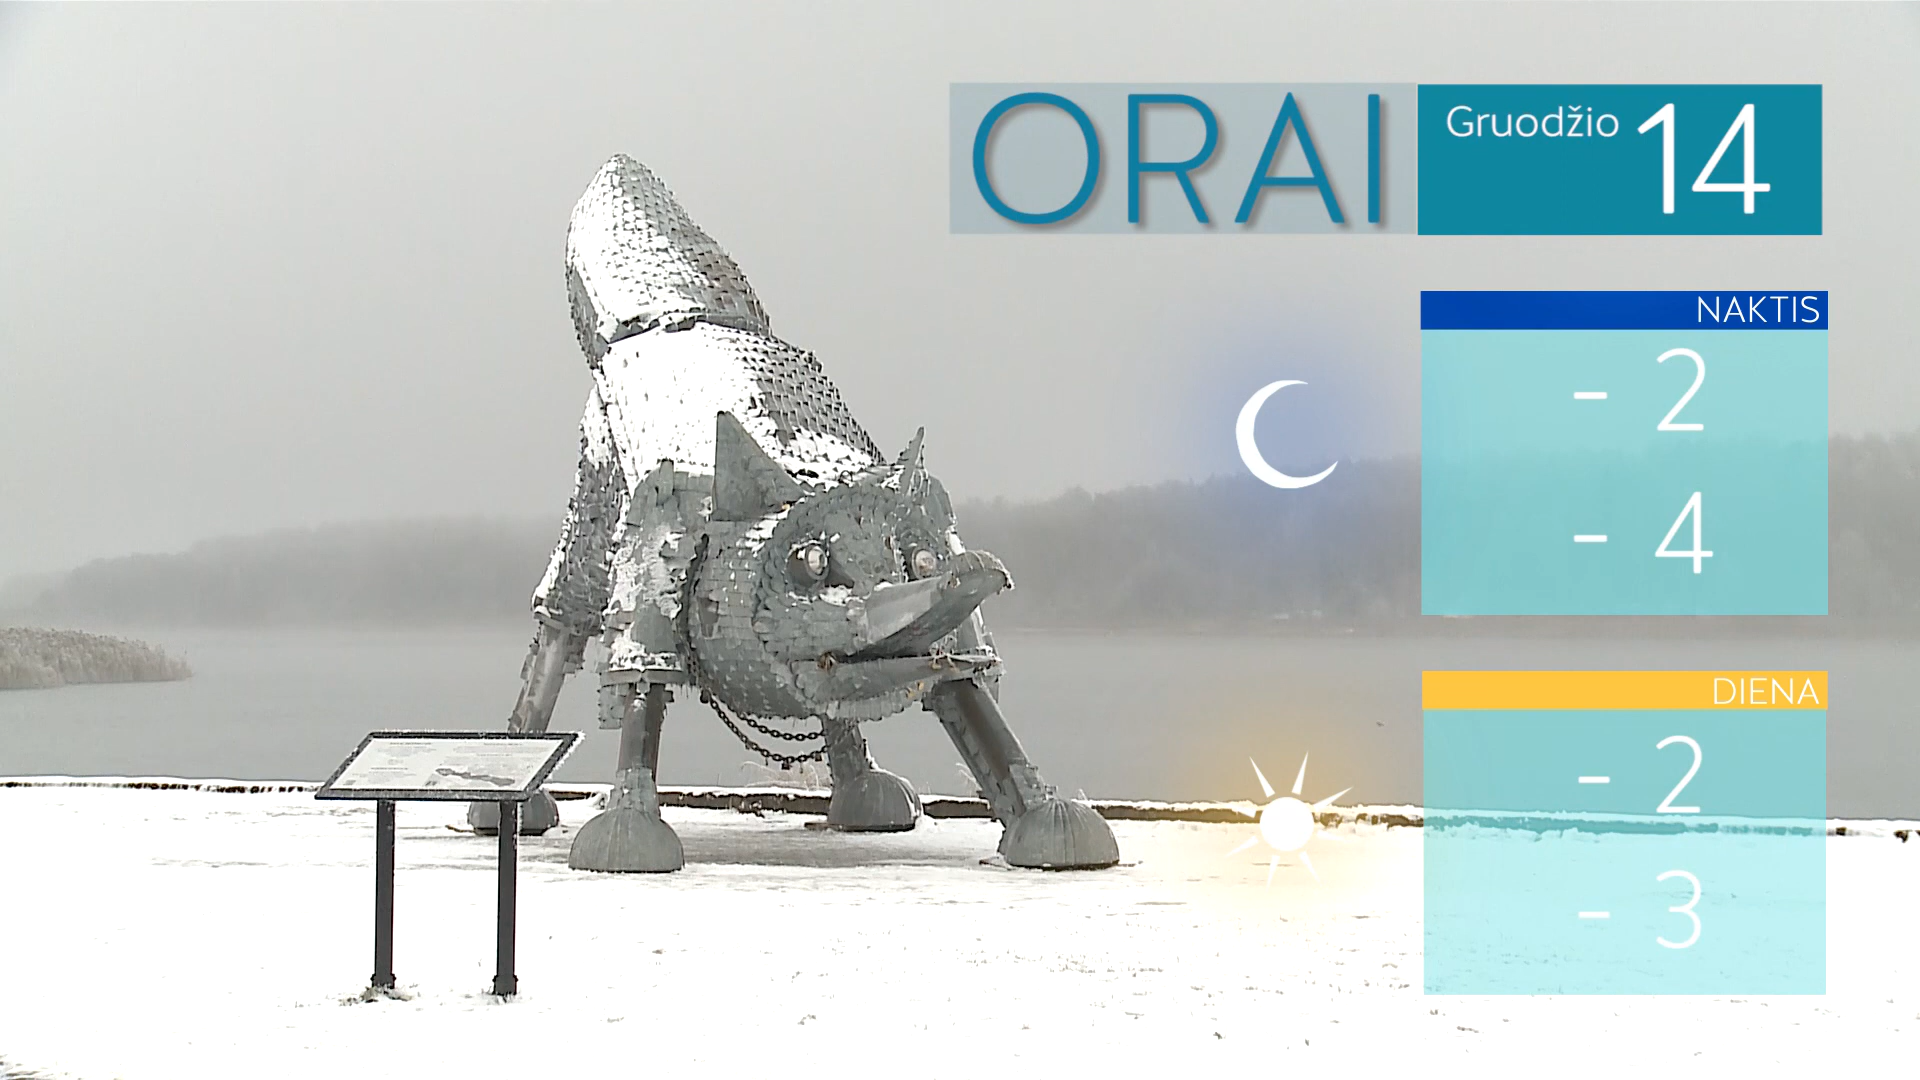 ORAI
Gruodžio 14
NAKTIS
- 2
- 4
DIENA
- 2
- 3